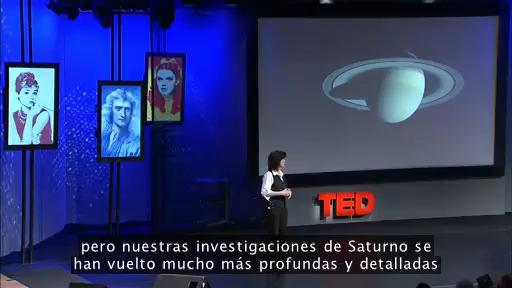 TED
pero nuestras investigaciones de Saturno se
han vuelto mucho más profundas y detalladas